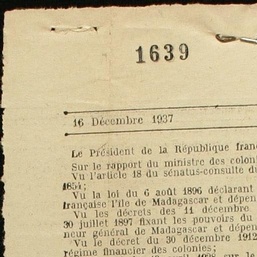 1639
16 Décembre 1937
Le Président de la République fran
Sur le rapport du ministre des colon
Vu l'article 18 du sénatus-consulte du
1854;
Vu la loi du 6 août 1896 déclarant
française l'île de Madagascar et dépen
Vu les décrets des 11 décembre
30 juillet 1897 fixant les pouvoirs du
neur général de Madagascar et dépen
Vu le décret du 30 décembre 1912
régime financier des colonies;
sur le